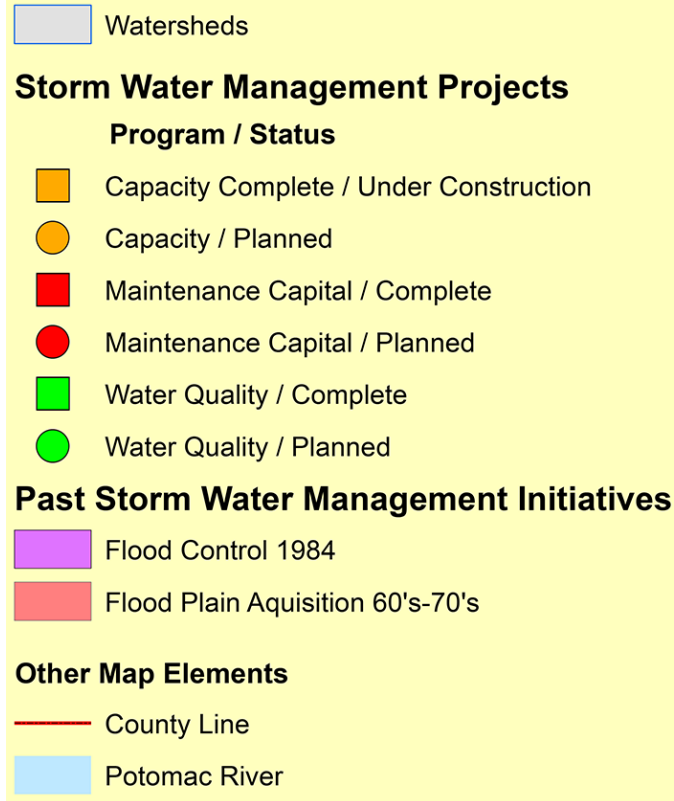 Watersheds
Storm Water Management Projects
Program / Status
Capacity Complete / Under Construction
Capacity / Planned
Maintenance Capital / Complete
Maintenance Capital / Planned
Water Quality / Complete
Water Quality / Planned
Past Storm Water Management Initiatives
Flood Control 1984
Flood Plain Aquisition 60's-70's
Other Map Elements
County Line
Potomac River